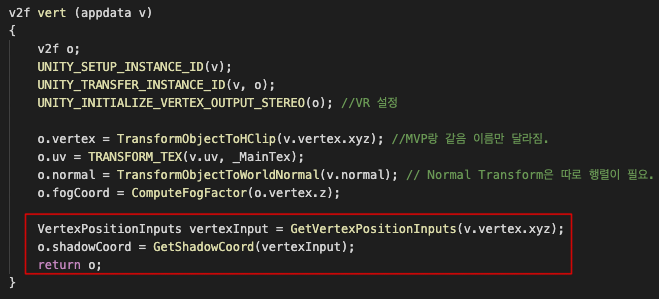 v2f vert (appdata v)
{
    v2f o;
    UNITY_SETUP_INSTANCE_ID(v);
    UNITY_TRANSFER_INSTANCE_ID(v, o);
    UNITY_INITIALIZE_VERTEX_OUTPUT_STEREO(o); //VR 설정
    o.vertex = TransformObjectToHClip(v.vertex.xyz); //MVP랑 같음 이름만 달라짐.
    o.uv = TRANSFORM_TEX(v.uv, _MainTex);
    o.normal = TransformObjectToWorldNormal(v.normal); // Normal Transform은 따로 행렬이 필요.
    o.fogCoord = ComputeFogFactor(o.vertex.z);
    VertexPositionInputs vertexInput = GetVertexPositionInputs(v.vertex.xyz);
    o.shadowCoord = GetShadowCoord(vertexInput);
    return o;
}